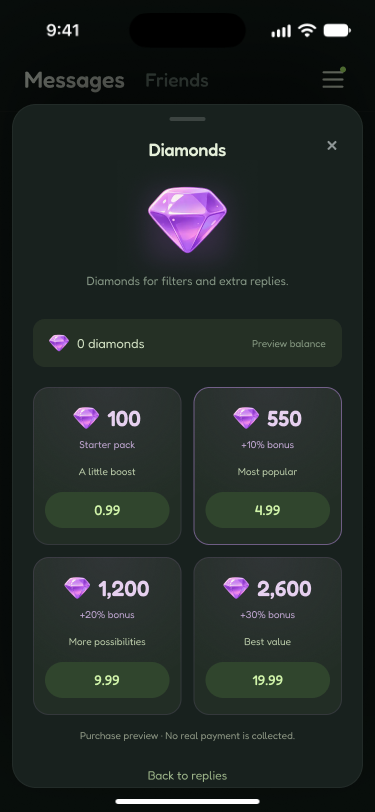 9:41
Messages Friends
Diamonds
×
Diamonds for filters and extra replies.
0 diamonds Preview balance
100
Starter pack
A little boost
0.99
550
+10% bonus
Most popular
4.99
1,200
+20% bonus
More possibilities
9.99
2,600
+30% bonus
Best value
19.99
Purchase preview · No real payment is collected.
Back to replies